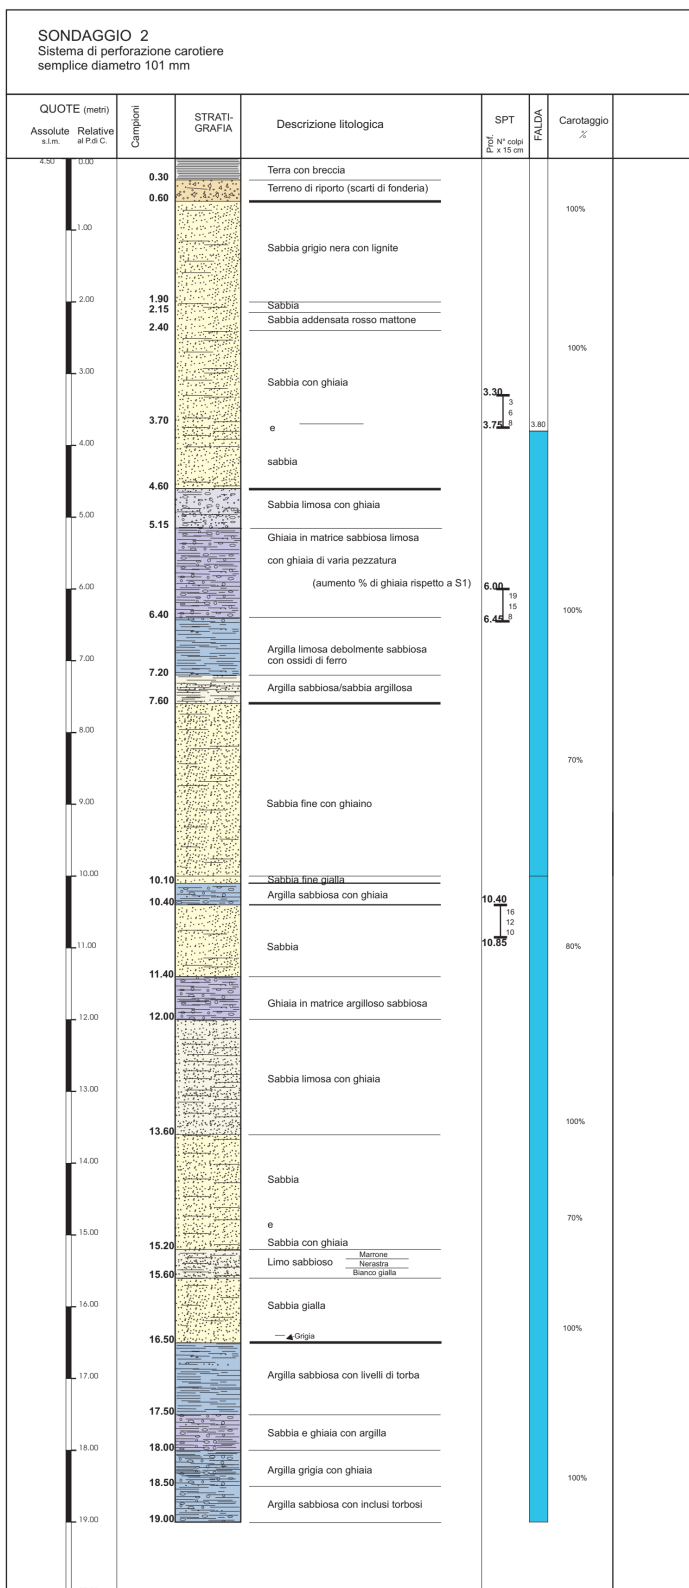 SONDAGGIO 2
Sistema di perforazione carotiere
semplice diametro 101 mm
QUOTE (metri)
Assolute s.l.m.
Relative al P.di C.
Campioni
STRATI-
GRAFIA
Descrizione litologica
SPT
Prof.
N° colpi
x 15 cm
FALDA
Carotaggio
%
4.50 0.00
Terra con breccia
0.30
Terreno di riporto (scarti di fonderia)
0.60
100%
1.00
Sabbia grigio nera con lignite
1.90
2.00
Sabbia
2.15
Sabbia addensata rosso mattone
2.40
100%
3.00
Sabbia con ghiaia
3.30
3
6
8
3.70
e
3.75
3.80
4.00
sabbia
4.60
Sabbia limosa con ghiaia
5.00
5.15
Ghiaia in matrice sabbiosa limosa
con ghiaia di varia pezzatura
(aumento % di ghiaia rispetto a S1)
6.00
6.00
19
15
8
100%
6.40
6.45
Argilla limosa debolmente sabbiosa
con ossidi di ferro
7.00
7.20
Argilla sabbiosa/sabbia argillosa
7.60
8.00
70%
9.00
Sabbia fine con ghiaino
10.00
Sabbia fine gialla
10.10
Argilla sabbiosa con ghiaia
10.40
10.40
16
12
10
10.85
11.00
Sabbia
80%
11.40
Ghiaia in matrice argilloso sabbiosa
12.00
12.00
Sabbia limosa con ghiaia
13.00
100%
13.60
14.00
Sabbia
70%
e
15.00
Sabbia con ghiaia
15.20
Limo sabbioso
Marrone
Nerastra
Bianco gialla
15.60
16.00
Sabbia gialla
100%
Grigia
16.50
17.00
Argilla sabbiosa con livelli di torba
17.50
Sabbia e ghiaia con argilla
18.00
18.00
Argilla grigia con ghiaia
100%
18.50
Argilla sabbiosa con inclusi torbosi
19.00
19.00